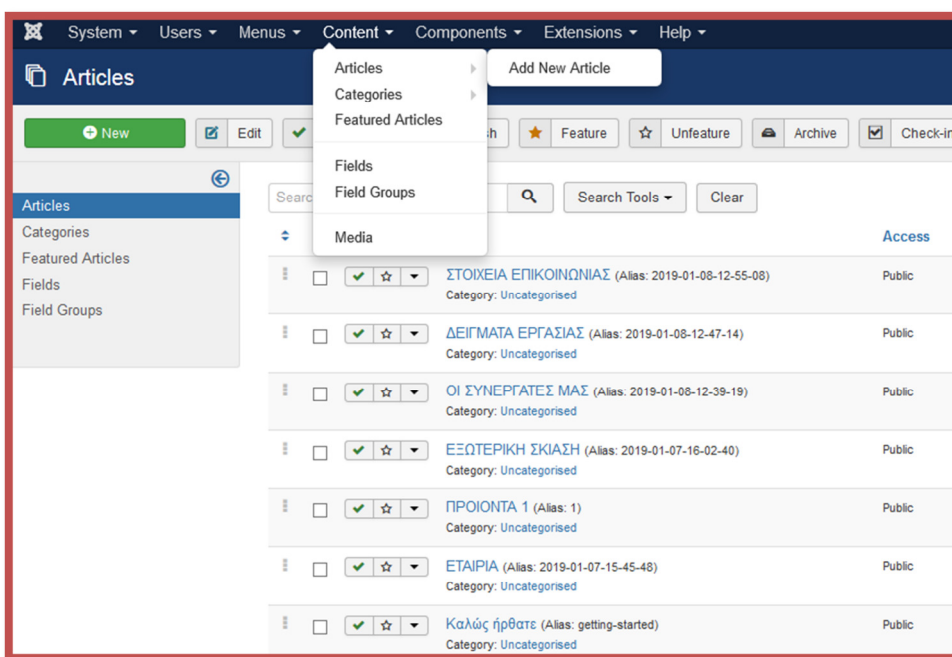 System Users Menus Content Components Extensions Help
Articles
Articles Add New Article
Categories
Featured Articles
Fields
Field Groups
Media
New Edit Feature Unfeature Archive Check-in
Search Tools Clear
Articles
Categories
Featured Articles
Fields
Field Groups
Access
ΣΤΟΙΧΕΙΑ ΕΠΙΚΟΙΝΩΝΙΑΣ (Alias: 2019-01-08-12-55-08) Public
Category: Uncategorised
ΔΕΙΓΜΑΤΑ ΕΡΓΑΣΙΑΣ (Alias: 2019-01-08-12-47-14) Public
Category: Uncategorised
ΟΙ ΣΥΝΕΡΓΑΤΕΣ ΜΑΣ (Alias: 2019-01-08-12-39-19) Public
Category: Uncategorised
ΕΞΩΤΕΡΙΚΗ ΣΚΙΑΣΗ (Alias: 2019-01-07-16-02-40) Public
Category: Uncategorised
ΠΡΟΙΟΝΤΑ 1 (Alias: 1) Public
Category: Uncategorised
ΕΤΑΙΡΙΑ (Alias: 2019-01-07-15-45-48) Public
Category: Uncategorised
Καλώς ήρθατε (Alias: getting-started) Public
Category: Uncategorised